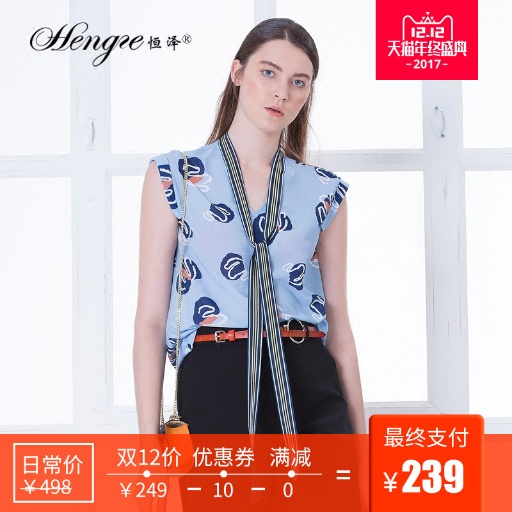 Hengze 恒泽®
12.12
天猫年终盛典
2017
日常价
¥498
双12价 优惠券 满减
¥249 - 10 - 0
=
最终支付
¥239